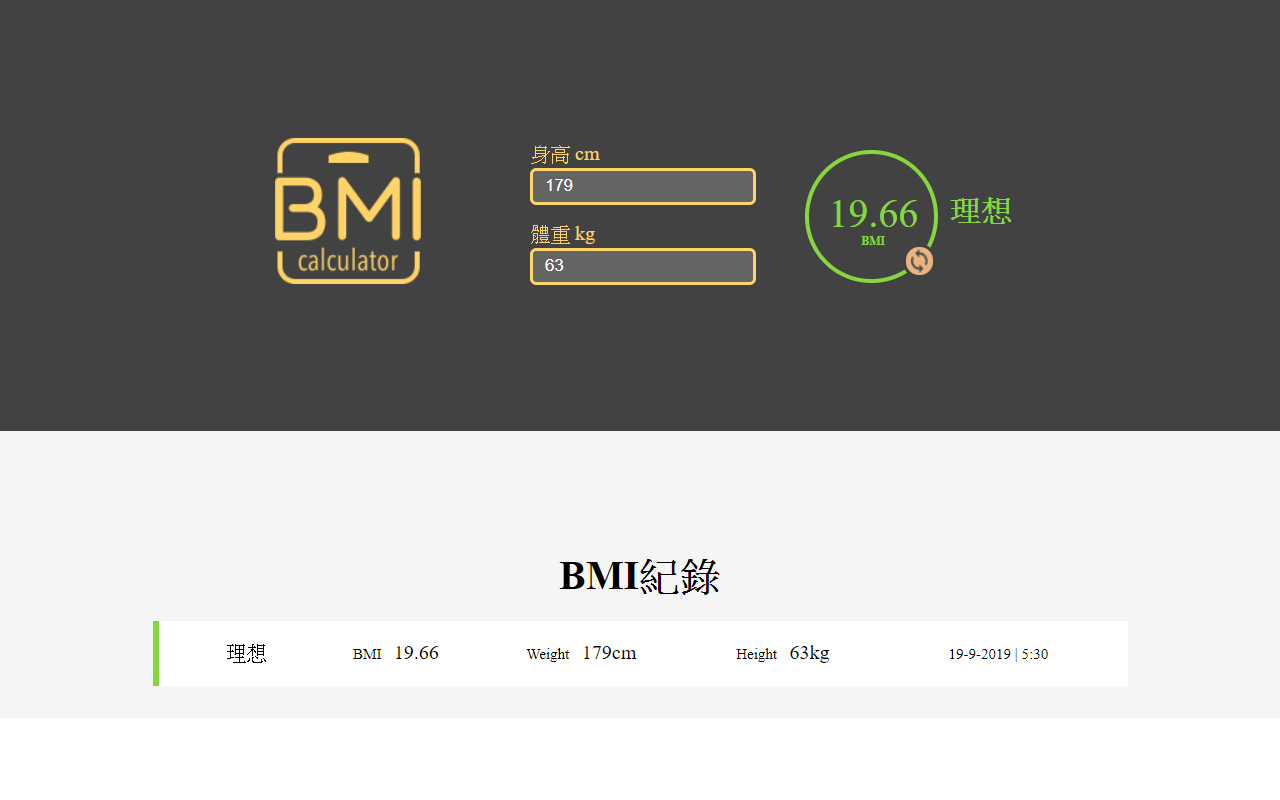 BMI
calculator
身高 cm
179
體重 kg
63
19.66
BMI
理想
BMI紀錄
理想 BMI 19.66 Weight 179cm Height 63kg 19-9-2019 | 5:30